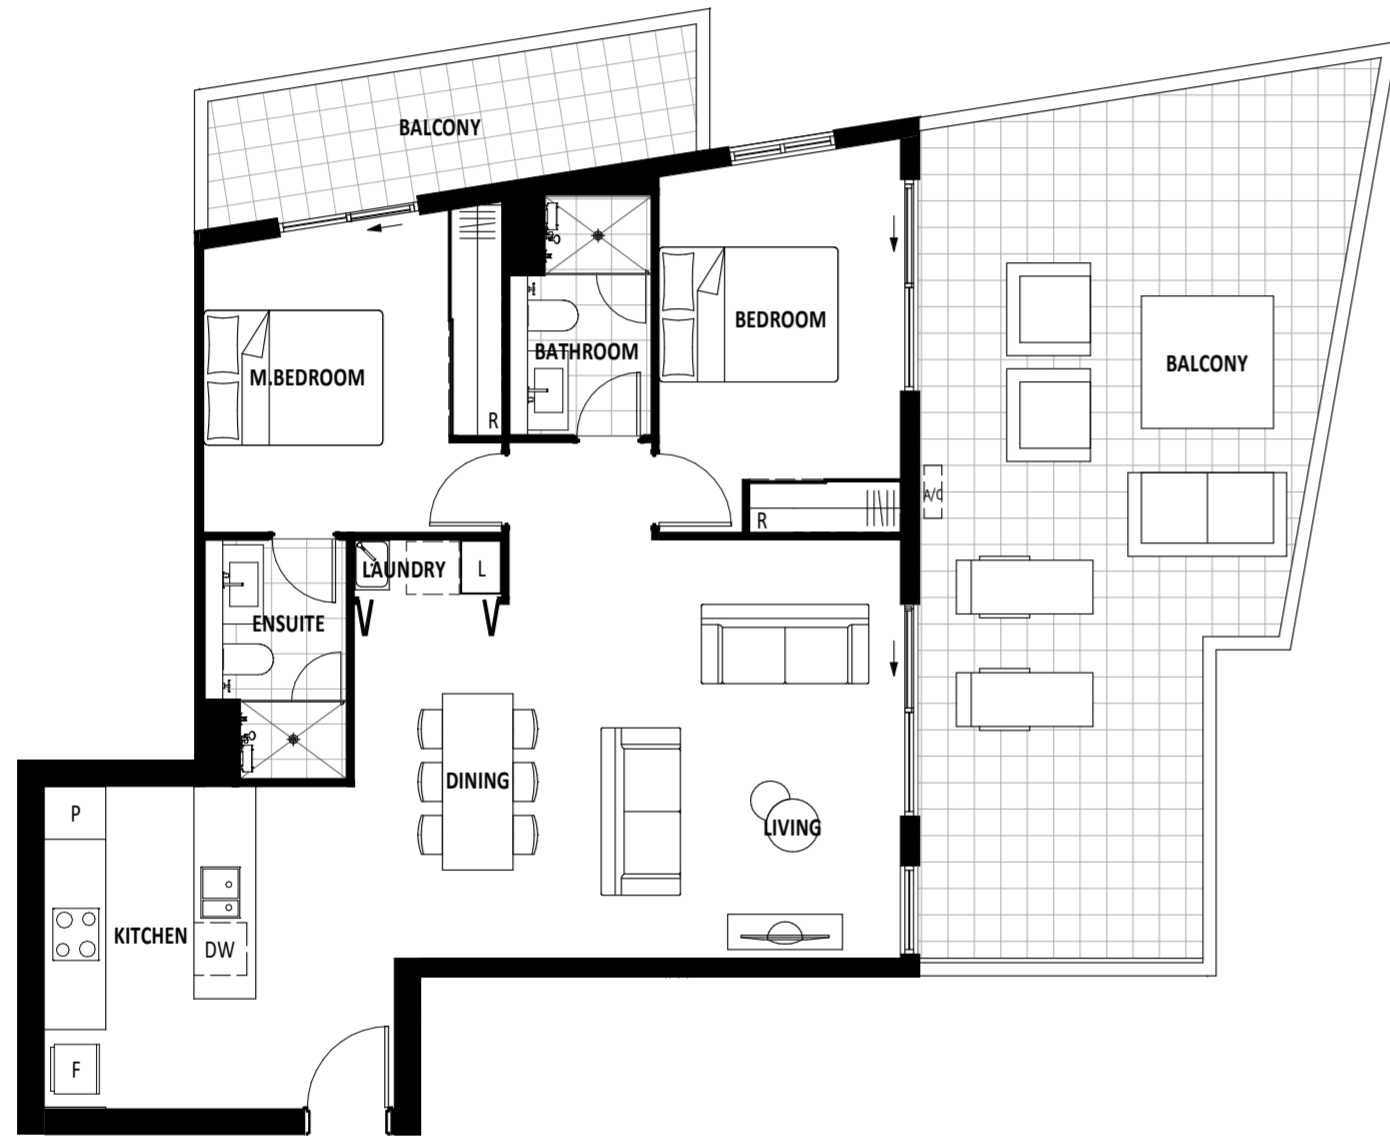 BALCONY
BEDROOM
BATHROOM
BALCONY
M.BEDROOM
R
A/C
R
LAUNDRY
L
ENSUITE
DINING
P
LIVING
KITCHEN
DW
F